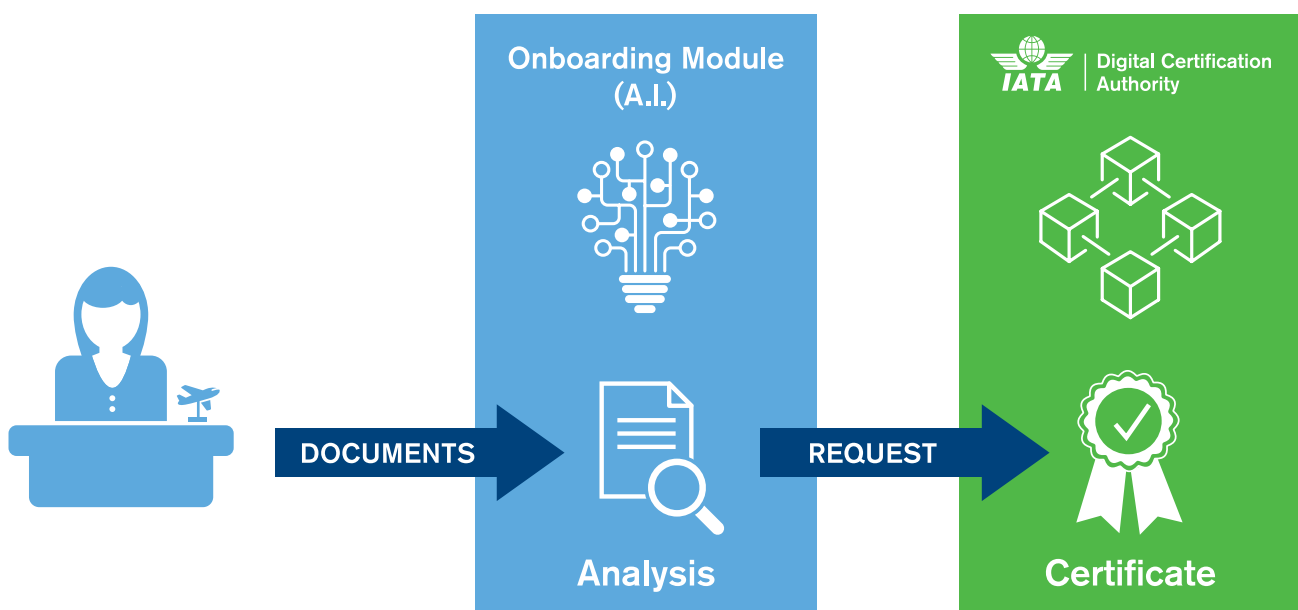 Onboarding Module
(A.I.)
IATA
Digital Certification
Authority
DOCUMENTS
REQUEST
Analysis
Certificate